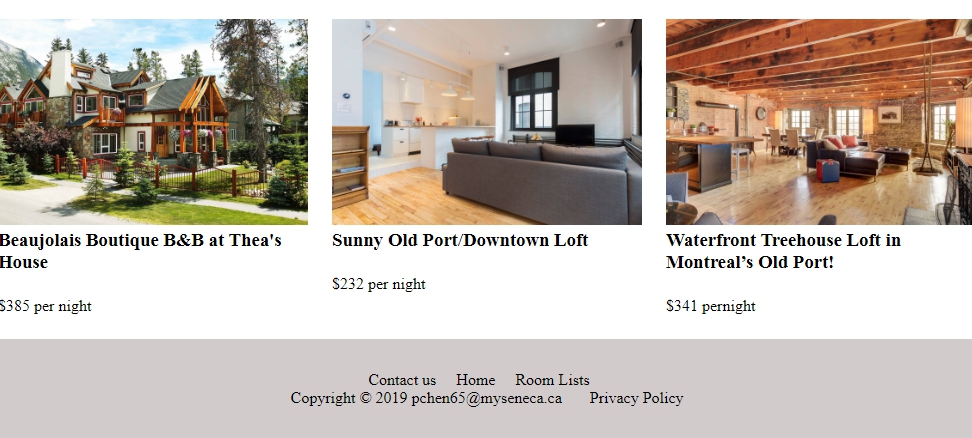 Beaujolais Boutique B&B at Thea's
House
$385 per night
Sunny Old Port/Downtown Loft
$232 per night
Waterfront Treehouse Loft in
Montreal’s Old Port!
$341 pernight
Contact us Home Room Lists
Copyright © 2019 pchen65@myseneca.ca Privacy Policy